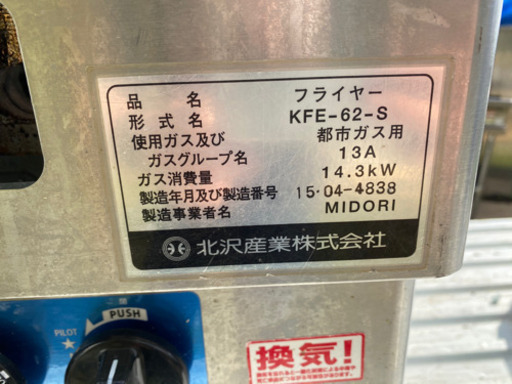 品名 フライヤー
形式名 KFE-62-S
使用ガス及び 都市ガス用
ガスグループ名 13A
ガス消費量 14.3kW
製造年月及び製造番号 15・04-4838
製造事業者名 MIDORI
北沢産業株式会社
PUSH
PILOT
換気!